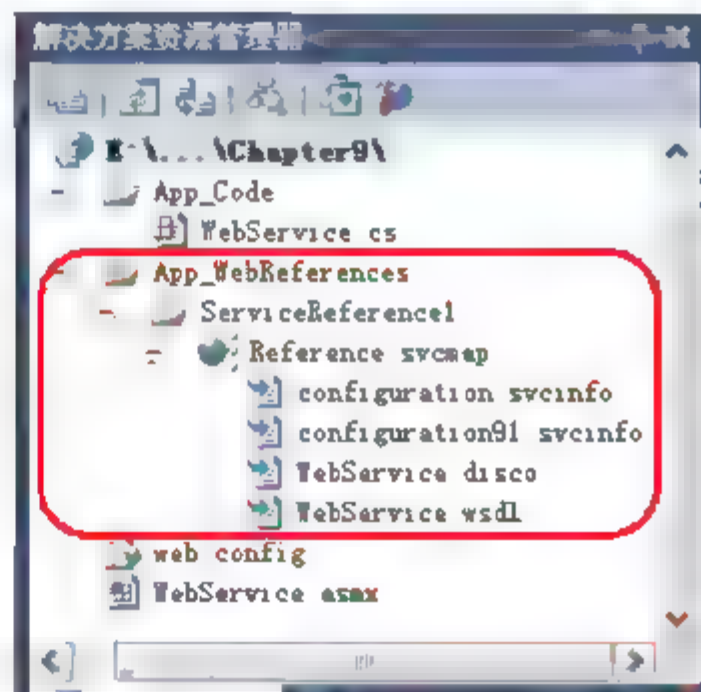 解决方案资源管理器
E:\...\Chapter9\
App_Code
WebService cs
App_WebReferences
ServiceReference1
Reference svcmap
configuration svcinfo
configuration91 svcinfo
WebService disco
WebService wsdl
web config
WebService asmx